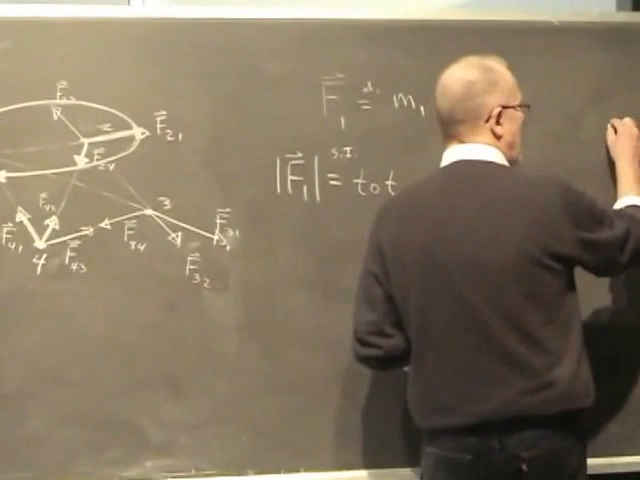 F⃗₁ =ᵈ· m₁
|F⃗₁| =ˢ·ᴵ· tot
F⃗₂₁
2
F⃗₂₄
3
F⃗₃₁
F⃗₃₄
F⃗₃₂
F⃗₄₂
F⃗₄₁
4
F⃗₄₃